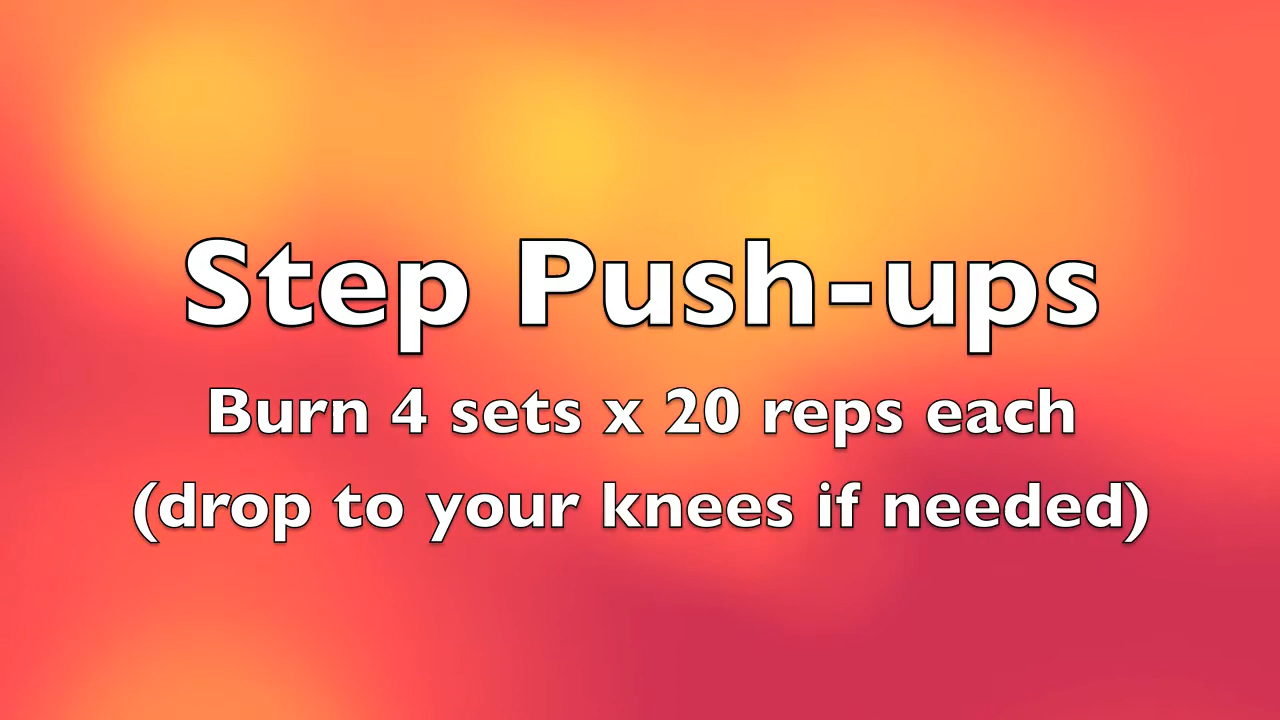 Step Push-ups
Burn 4 sets x 20 reps each
(drop to your knees if needed)